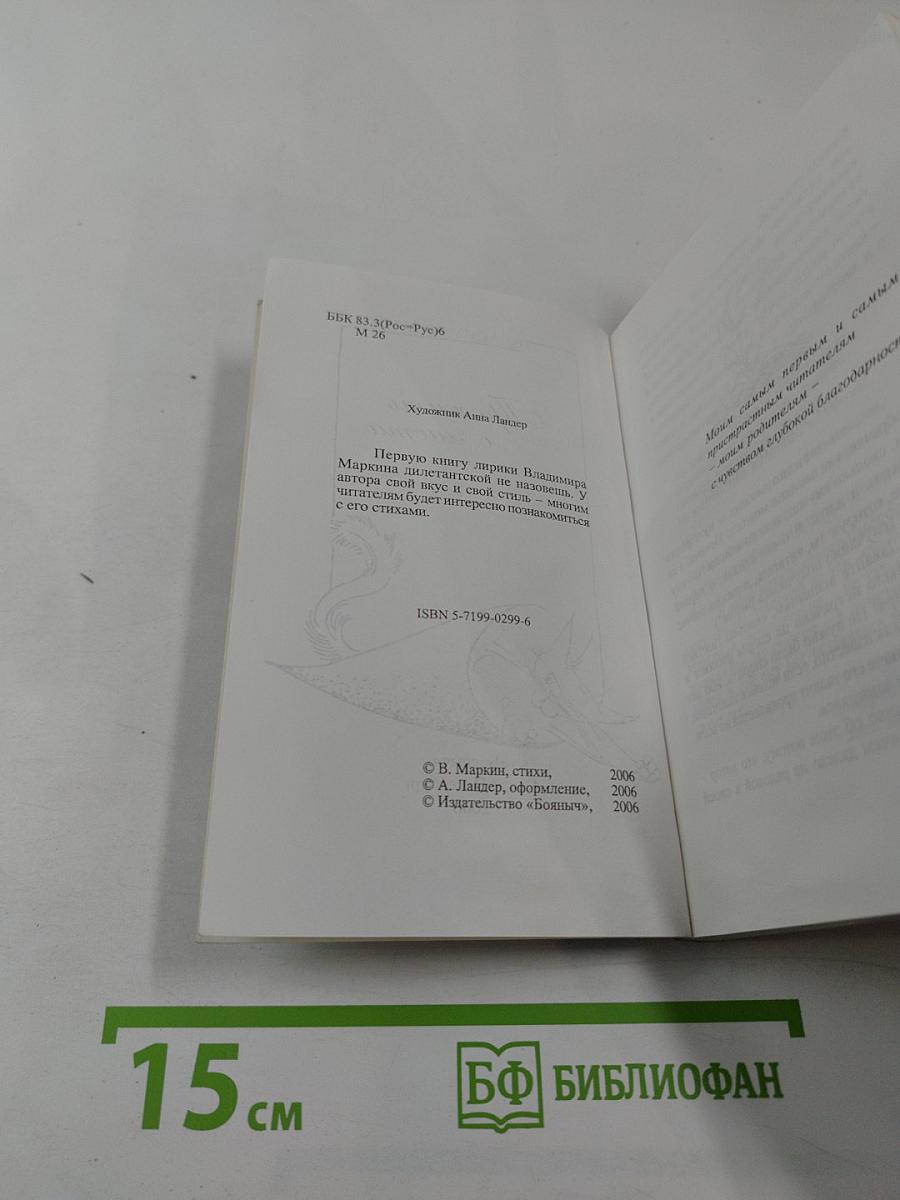 ББК 83.3(Рос=Рус)6
М 26
Художник Анна Ландер
Первую книгу лирики Владимира
Маркина дилетантской не назовешь. У
автора свой вкус и свой стиль – многим
читателям будет интересно познакомиться
с его стихами.
ISBN 5-7199-0299-6
© В. Маркин, стихи, 2006
© А. Ландер, оформление, 2006
© Издательство «Бояныч», 2006
Моим самым первым и самым
пристрастным читателям
– моим родителям –
с чувством глубокой благодарнос
15 см
БФ БИБЛИОФАН